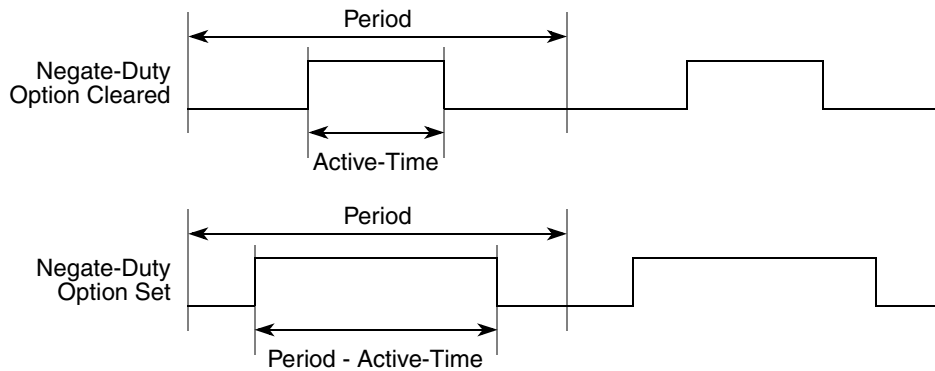 Period
Negate-Duty
Option Cleared
Active-Time
Period
Negate-Duty
Option Set
Period - Active-Time